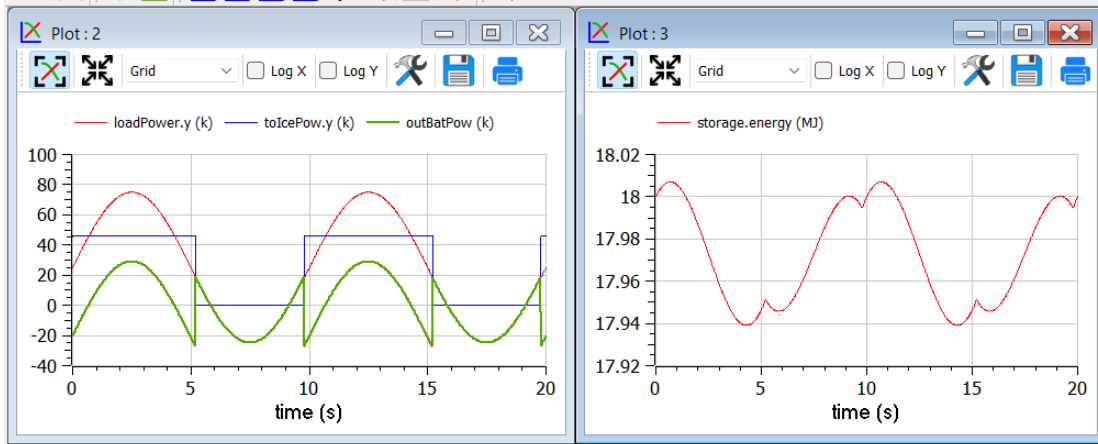 Plot : 2
Grid Log X Log Y
loadPower.y (k) toIcePow.y (k) outBatPow (k)
100
80
60
40
20
0
-20
-40
0 5 10 15 20
time (s)
Plot : 3
Grid Log X Log Y
storage.energy (MJ)
18.02
18
17.98
17.96
17.94
17.92
0 5 10 15 20
time (s)